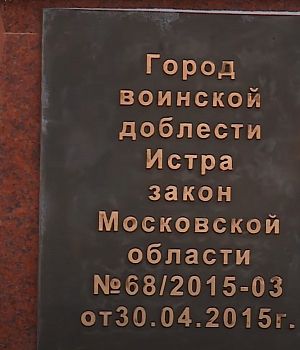 Город
воинской
доблести
Истра
закон
Московской
области
№68/2015-03
от30.04.2015г.